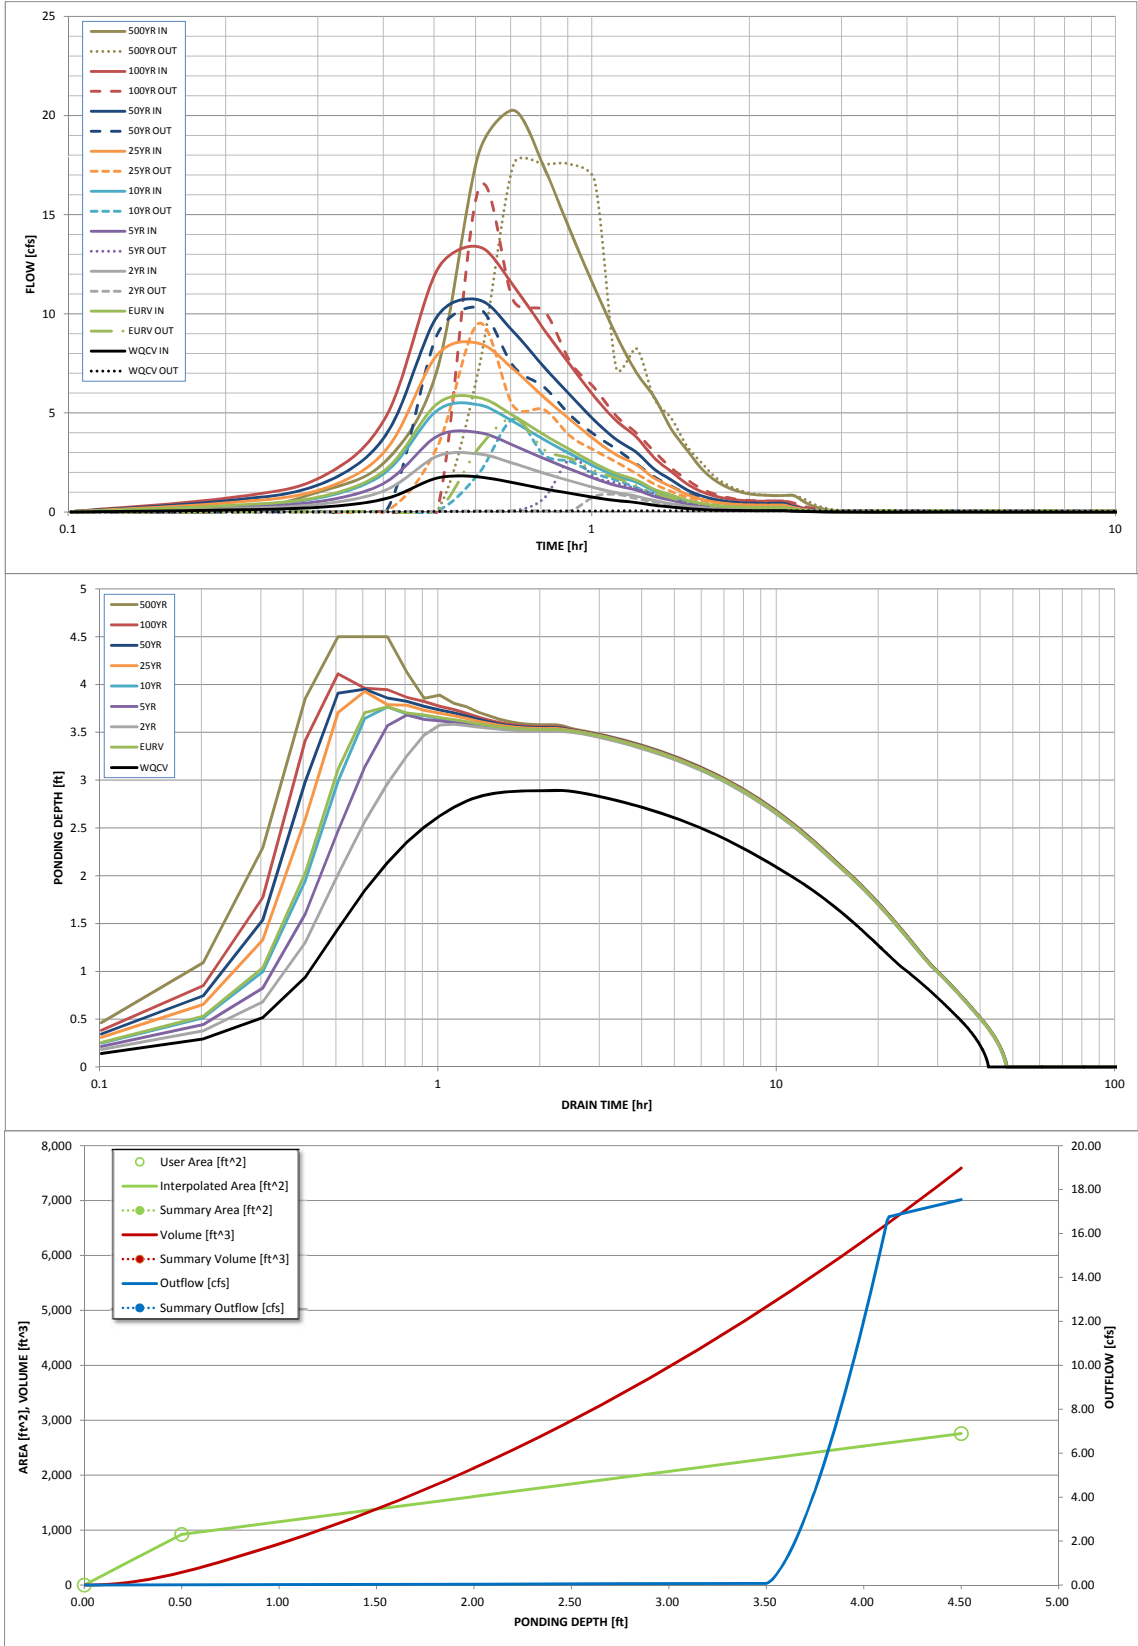 25
20
15
10
5
0
FLOW [cfs]
500YR IN
500YR OUT
100YR IN
100YR OUT
50YR IN
50YR OUT
25YR IN
25YR OUT
10YR IN
10YR OUT
5YR IN
5YR OUT
2YR IN
2YR OUT
EURV IN
EURV OUT
WQCV IN
WQCV OUT
0.1
1
10
TIME [hr]
5
4.5
4
3.5
3
2.5
2
1.5
1
0.5
0
PONDING DEPTH [ft]
500YR
100YR
50YR
25YR
10YR
5YR
2YR
EURV
WQCV
0.1
1
10
100
DRAIN TIME [hr]
8,000
7,000
6,000
5,000
4,000
3,000
2,000
1,000
0
AREA [ft^2], VOLUME [ft^3]
User Area [ft^2]
Interpolated Area [ft^2]
Summary Area [ft^2]
Volume [ft^3]
Summary Volume [ft^3]
Outflow [cfs]
Summary Outflow [cfs]
20.00
18.00
16.00
14.00
12.00
10.00
8.00
6.00
4.00
2.00
0.00
OUTFLOW [cfs]
0.00
0.50
1.00
1.50
2.00
2.50
3.00
3.50
4.00
4.50
5.00
PONDING DEPTH [ft]